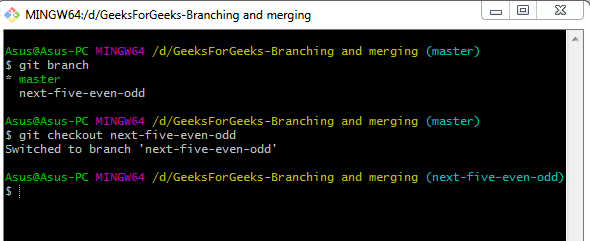 MINGW64:/d/GeeksForGeeks-Branching and merging
Asus@Asus-PC MINGW64 /d/GeeksForGeeks-Branching and merging (master)
$ git branch
* master
  next-five-even-odd
Asus@Asus-PC MINGW64 /d/GeeksForGeeks-Branching and merging (master)
$ git checkout next-five-even-odd
Switched to branch 'next-five-even-odd'
Asus@Asus-PC MINGW64 /d/GeeksForGeeks-Branching and merging (next-five-even-odd)
$